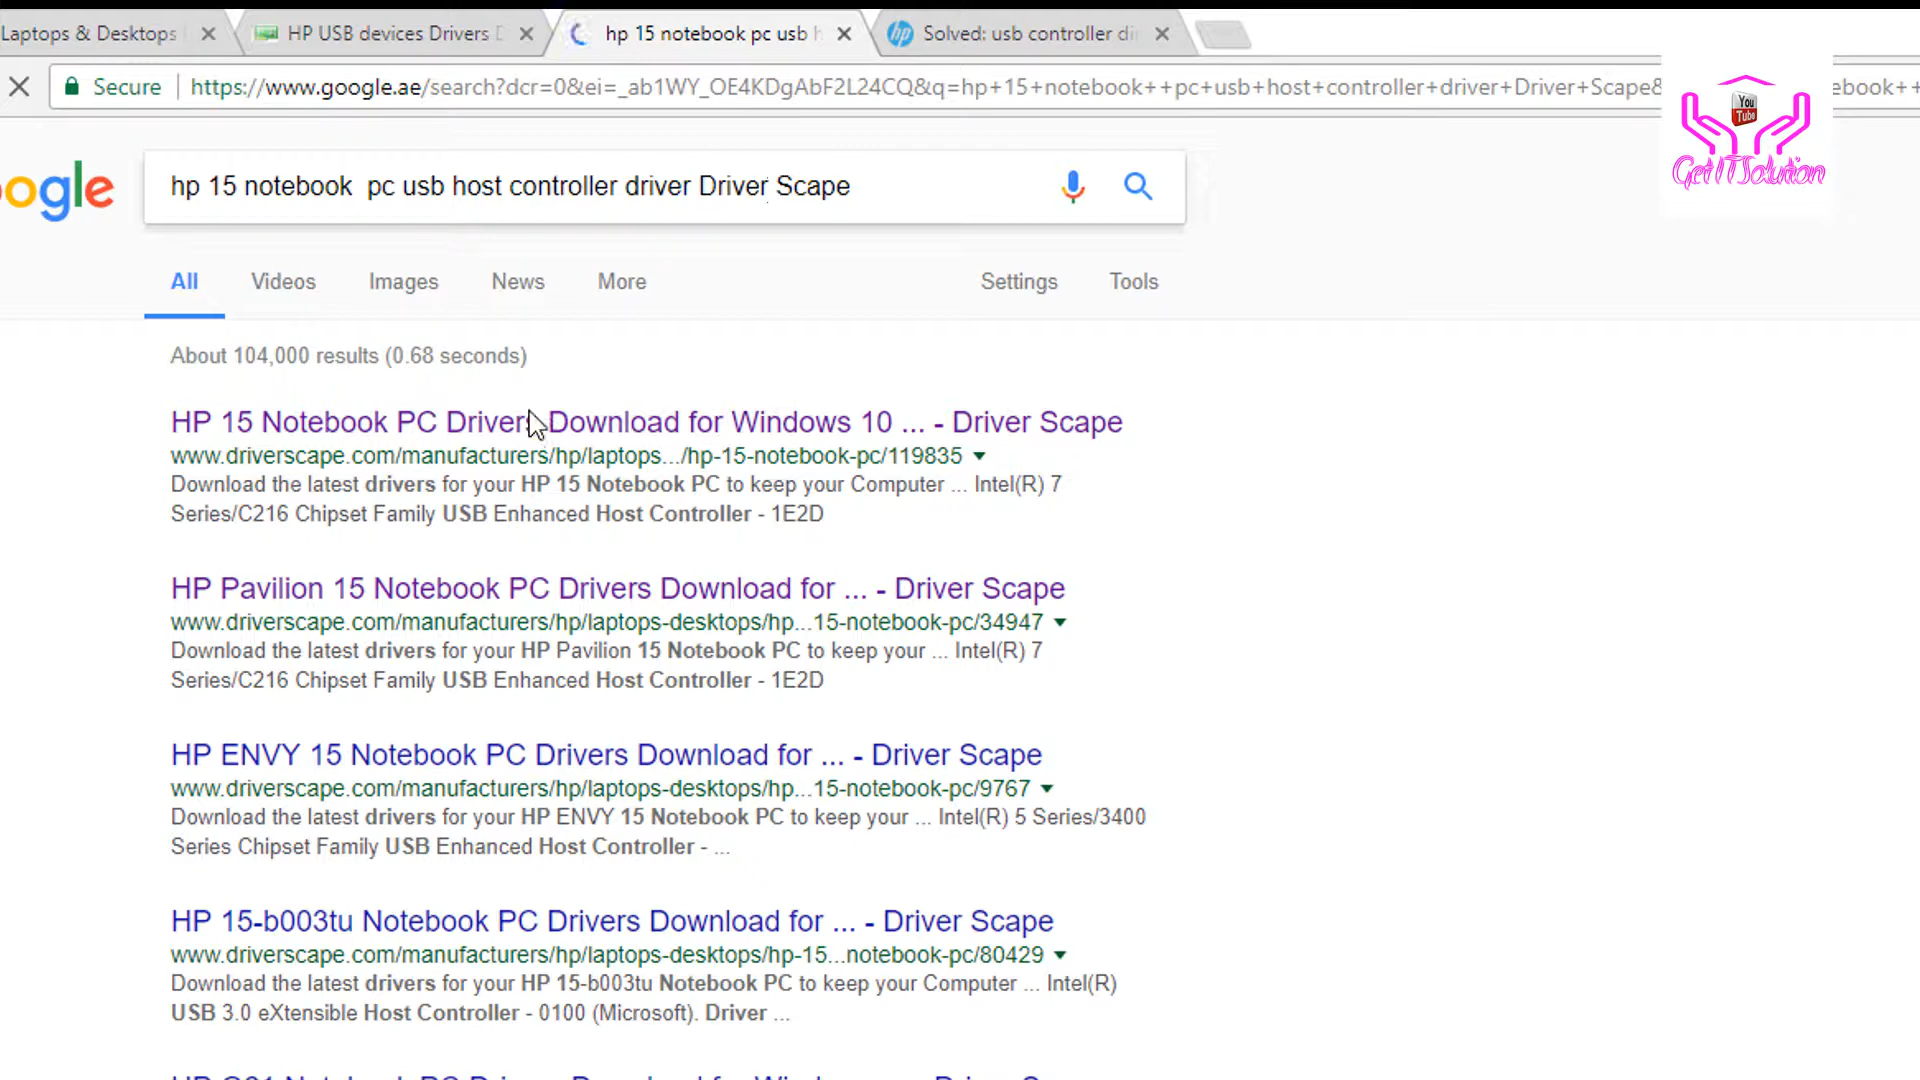 Laptops & Desktops
HP USB devices Drivers
hp 15 notebook pc usb
Solved: usb controller
Secure
https://www.google.ae/search?dcr=0&ei=_ab1WY_OE4KDgAbF2L24CQ&q=hp+15+notebook++pc+usb+host+controller+driver+Driver+Scape&
ebook++
You
Tube
GetITSolution
ogle
hp 15 notebook  pc usb host controller driver Driver Scape
All Videos Images News More Settings Tools
About 104,000 results (0.68 seconds)
HP 15 Notebook PC Drivers Download for Windows 10 ... - Driver Scape
www.driverscape.com/manufacturers/hp/laptops.../hp-15-notebook-pc/119835
Download the latest drivers for your HP 15 Notebook PC to keep your Computer ... Intel(R) 7
Series/C216 Chipset Family USB Enhanced Host Controller - 1E2D
HP Pavilion 15 Notebook PC Drivers Download for ... - Driver Scape
www.driverscape.com/manufacturers/hp/laptops-desktops/hp...15-notebook-pc/34947
Download the latest drivers for your HP Pavilion 15 Notebook PC to keep your ... Intel(R) 7
Series/C216 Chipset Family USB Enhanced Host Controller - 1E2D
HP ENVY 15 Notebook PC Drivers Download for ... - Driver Scape
www.driverscape.com/manufacturers/hp/laptops-desktops/hp...15-notebook-pc/9767
Download the latest drivers for your HP ENVY 15 Notebook PC to keep your ... Intel(R) 5 Series/3400
Series Chipset Family USB Enhanced Host Controller - ...
HP 15-b003tu Notebook PC Drivers Download for ... - Driver Scape
www.driverscape.com/manufacturers/hp/laptops-desktops/hp-15...notebook-pc/80429
Download the latest drivers for your HP 15-b003tu Notebook PC to keep your Computer ... Intel(R)
USB 3.0 eXtensible Host Controller - 0100 (Microsoft). Driver ...